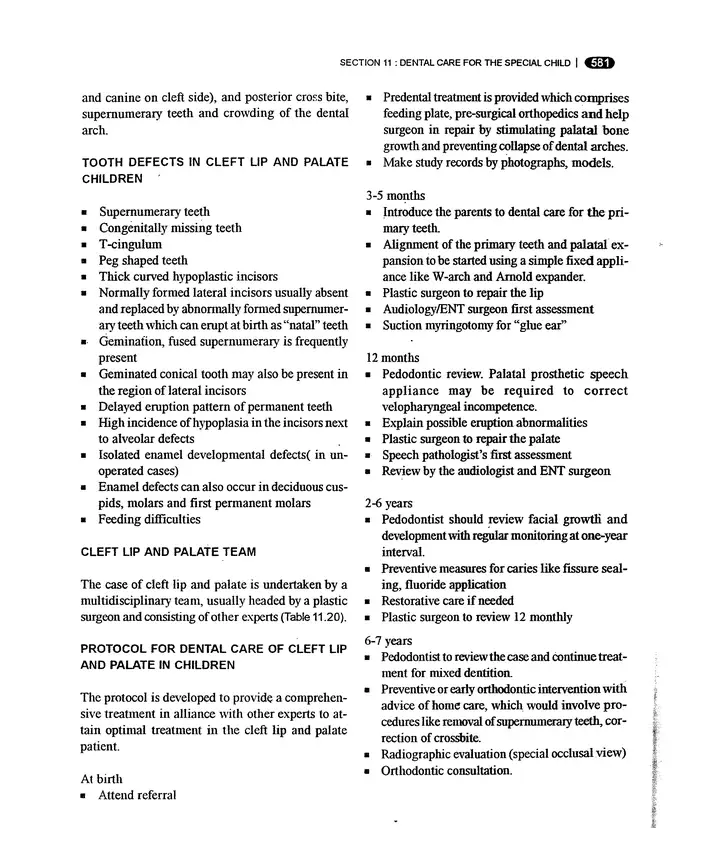 SECTION 11 : DENTAL CARE FOR THE SPECIAL CHILD | 581
and canine on cleft side), and posterior cross bite,
supernumerary teeth and crowding of the dental
arch.
TOOTH DEFECTS IN CLEFT LIP AND PALATE
CHILDREN
▪ Supernumerary teeth
▪ Congenitally missing teeth
▪ T-cingulum
▪ Peg shaped teeth
▪ Thick curved hypoplastic incisors
▪ Normally formed lateral incisors usually absent
and replaced by abnormally formed supernumer-
ary teeth which can erupt at birth as “natal” teeth
▪ Gemination, fused supernumerary is frequently
present
▪ Geminated conical tooth may also be present in
the region of lateral incisors
▪ Delayed eruption pattern of permanent teeth
▪ High incidence of hypoplasia in the incisors next
to alveolar defects
▪ Isolated enamel developmental defects( in un-
operated cases)
▪ Enamel defects can also occur in deciduous cus-
pids, molars and first permanent molars
▪ Feeding difficulties
CLEFT LIP AND PALATE TEAM
The case of cleft lip and palate is undertaken by a
multidisciplinary team, usually headed by a plastic
surgeon and consisting of other experts (Table 11.20).
PROTOCOL FOR DENTAL CARE OF CLEFT LIP
AND PALATE IN CHILDREN
The protocol is developed to provide a comprehen-
sive treatment in alliance with other experts to at-
tain optimal treatment in the cleft lip and palate
patient.
At birth
▪ Attend referral
▪ Predental treatment is provided which comprises
feeding plate, pre-surgical orthopedics and help
surgeon in repair by stimulating palatal bone
growth and preventing collapse of dental arches.
▪ Make study records by photographs, models.
3-5 months
▪ Introduce the parents to dental care for the pri-
mary teeth.
▪ Alignment of the primary teeth and palatal ex-
pansion to be started using a simple fixed appli-
ance like W-arch and Arnold expander.
▪ Plastic surgeon to repair the lip
▪ Audiology/ENT surgeon first assessment
▪ Suction myringotomy for “glue ear”
12 months
▪ Pedodontic review. Palatal prosthetic speech
appliance may be required to correct
velopharyngeal incompetence.
▪ Explain possible eruption abnormalities
▪ Plastic surgeon to repair the palate
▪ Speech pathologist’s first assessment
▪ Review by the audiologist and ENT surgeon
2-6 years
▪ Pedodontist should review facial growth and
development with regular monitoring at one-year
interval.
▪ Preventive measures for caries like fissure seal-
ing, fluoride application
▪ Restorative care if needed
▪ Plastic surgeon to review 12 monthly
6-7 years
▪ Pedodontist to review the case and continue treat-
ment for mixed dentition.
▪ Preventive or early orthodontic intervention with
advice of home care, which would involve pro-
cedures like removal of supernumerary teeth, cor-
rection of crossbite.
▪ Radiographic evaluation (special occlusal view)
▪ Orthodontic consultation.